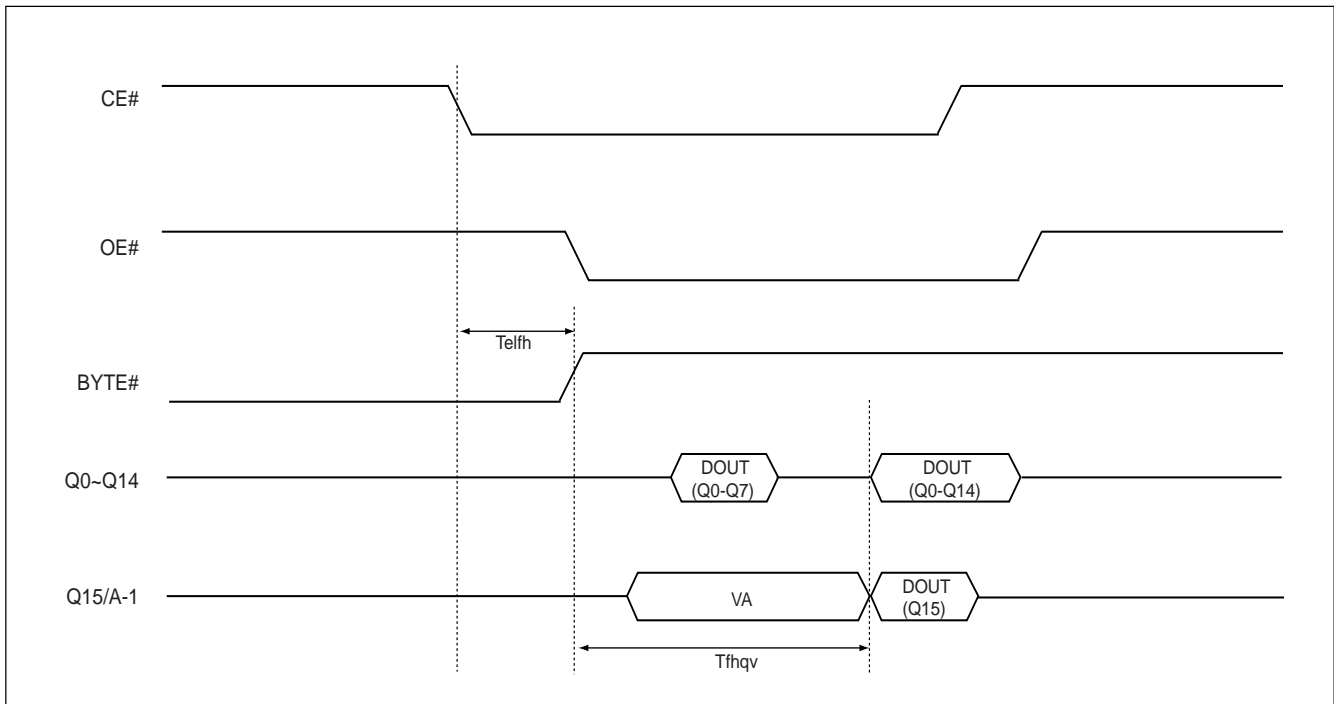 CE#
OE#
Telfh
BYTE#
Q0~Q14
DOUT
(Q0-Q7)
DOUT
(Q0-Q14)
Q15/A-1
VA
DOUT
(Q15)
Tfhqv